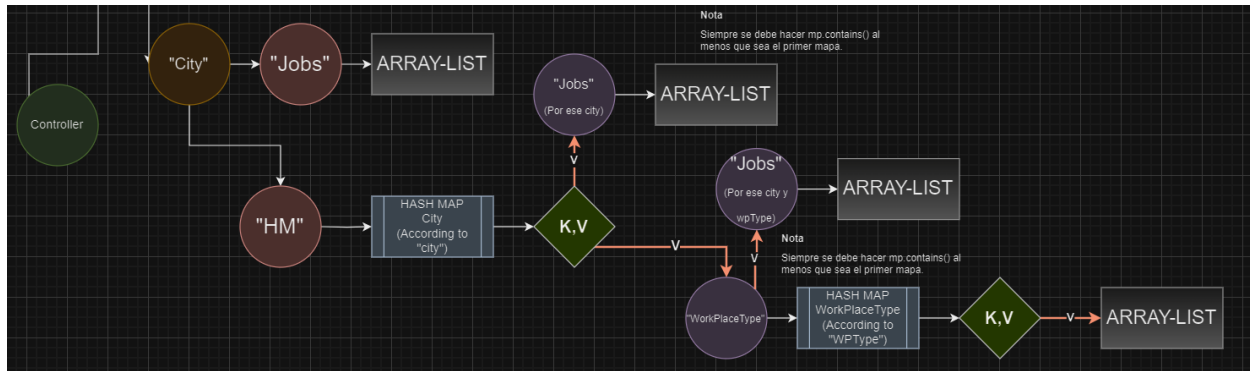 Nota
Siempre se debe hacer mp.contains() al
menos que sea el primer mapa.
"City"
"Jobs"
ARRAY-LIST
"Jobs"
(Por ese city)
ARRAY-LIST
Controller
"Jobs"
(Por ese city y
wpType)
ARRAY-LIST
V
"HM"
HASH MAP
City
(According to
"city")
K,V
V
V
Nota
Siempre se debe hacer mp.contains() al
menos que sea el primer mapa.
"WorkPlaceType"
HASH MAP
WorkPlaceType
(According to
"WPType")
K,V
V
ARRAY-LIST